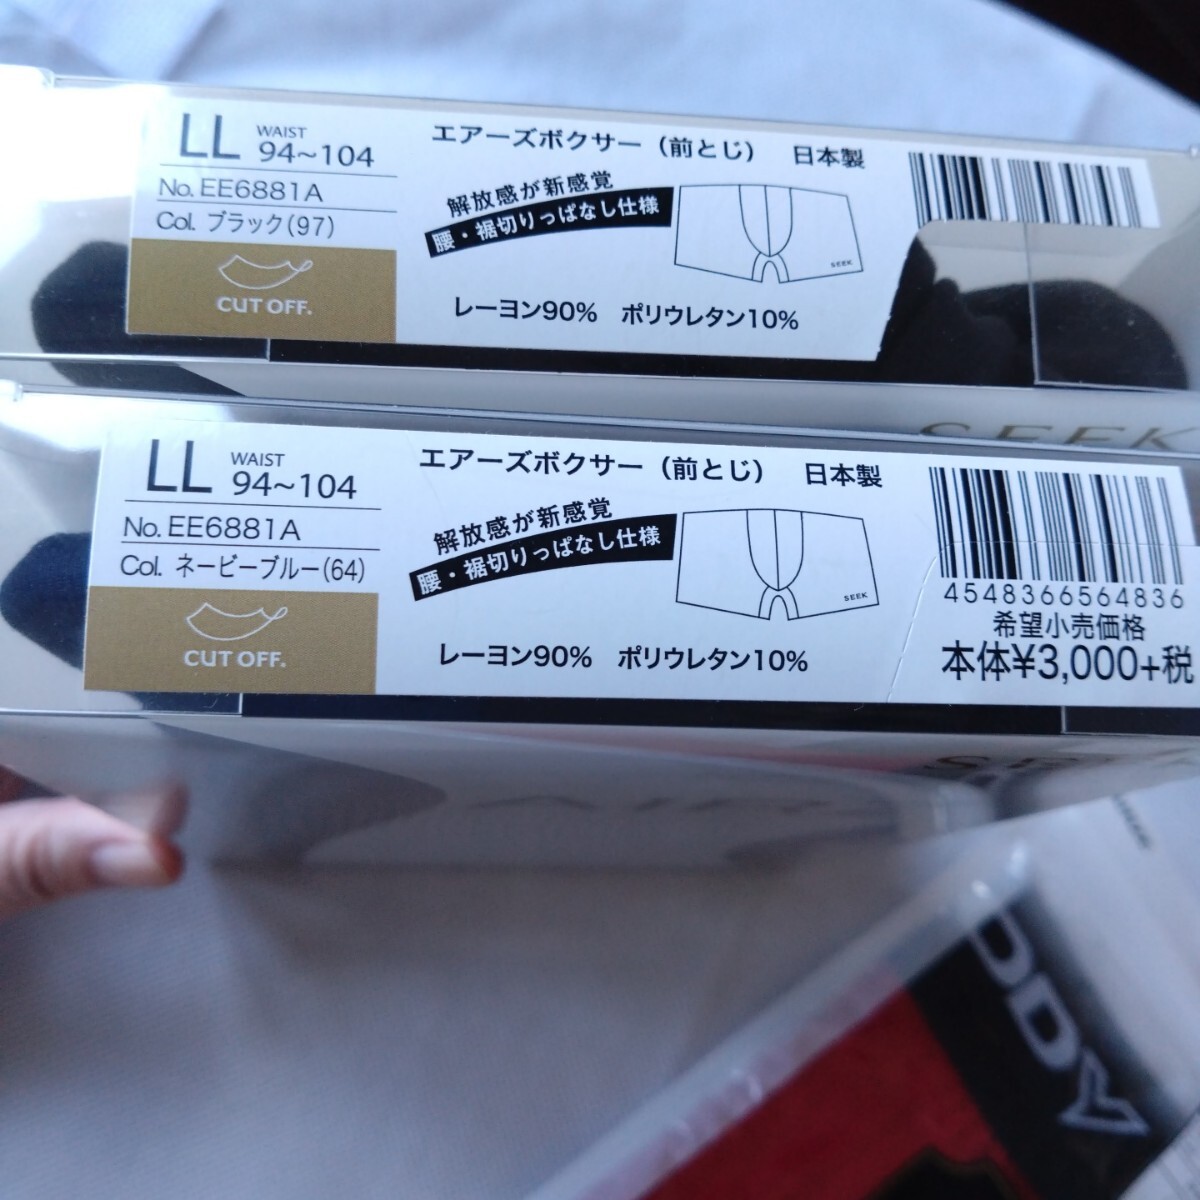 LL WAIST 94~104
No. EE6881A
Col. ブラック(97)
CUT OFF.
エアーズボクサー（前とじ） 日本製
解放感が新感覚
腰・裾切りっぱなし仕様
SEEK
レーヨン90% ポリウレタン10%
SEEK
LL WAIST 94~104
No. EE6881A
Col. ネービーブルー(64)
CUT OFF.
エアーズボクサー（前とじ） 日本製
解放感が新感覚
腰・裾切りっぱなし仕様
SEEK
レーヨン90% ポリウレタン10%
4548366564836
希望小売価格
本体¥3,000+税